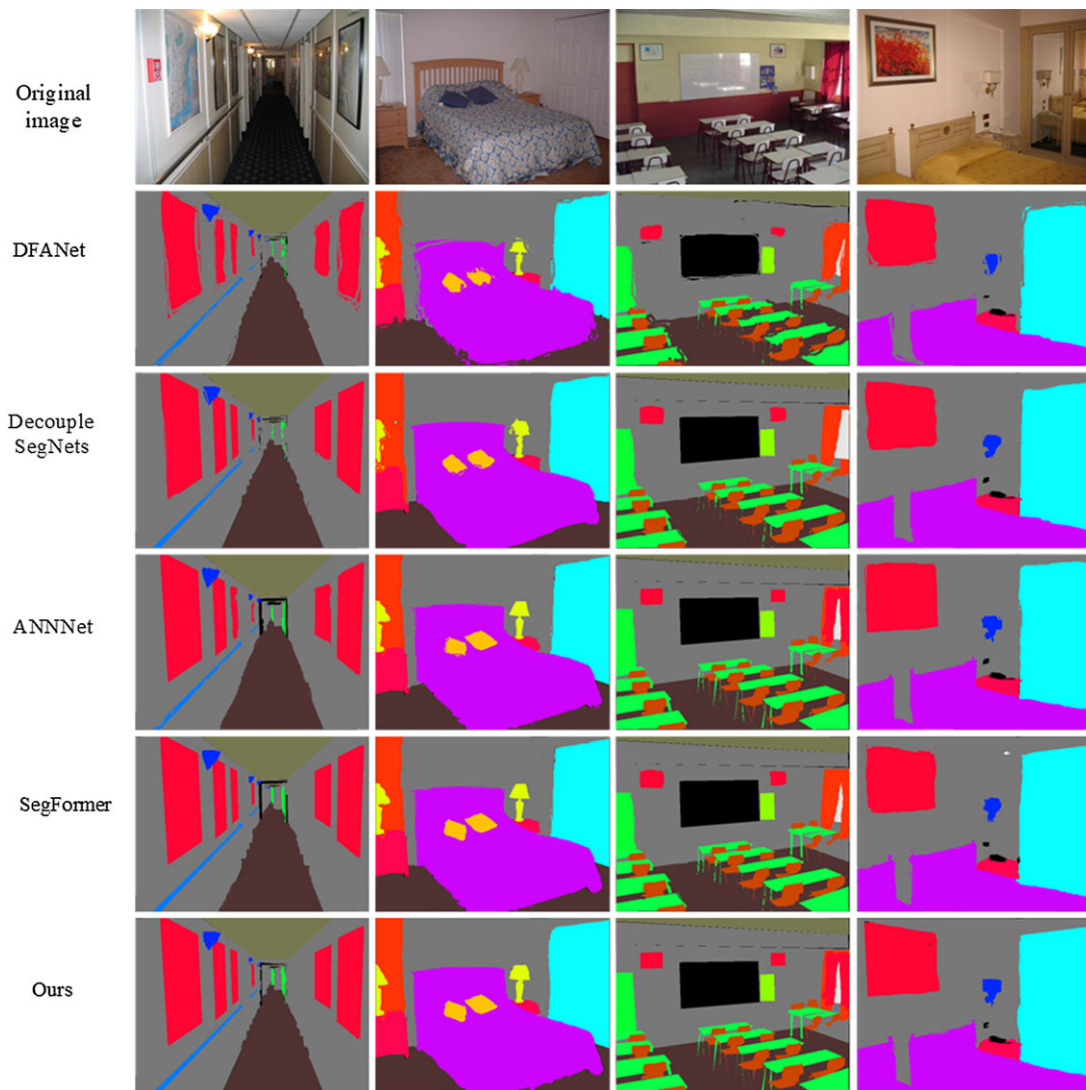 Original
image
DFANet
Decouple
SegNets
ANNNet
SegFormer
Ours